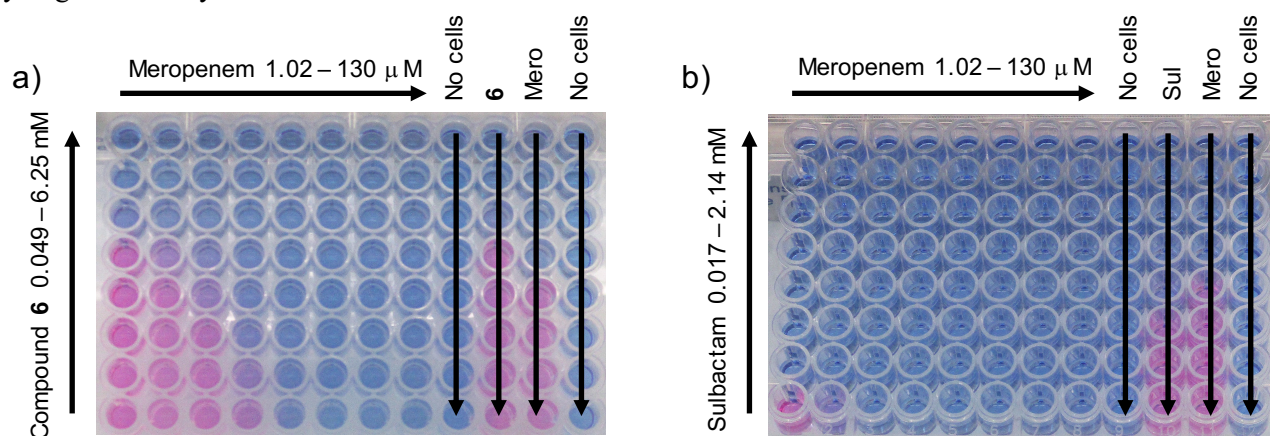 a)
Meropenem 1.02 – 130 μM
No cells
6
Mero
No cells
Compound 6 0.049 – 6.25 mM
b)
Meropenem 1.02 – 130 μM
No cells
Sul
Mero
No cells
Sulbactam 0.017 – 2.14 mM